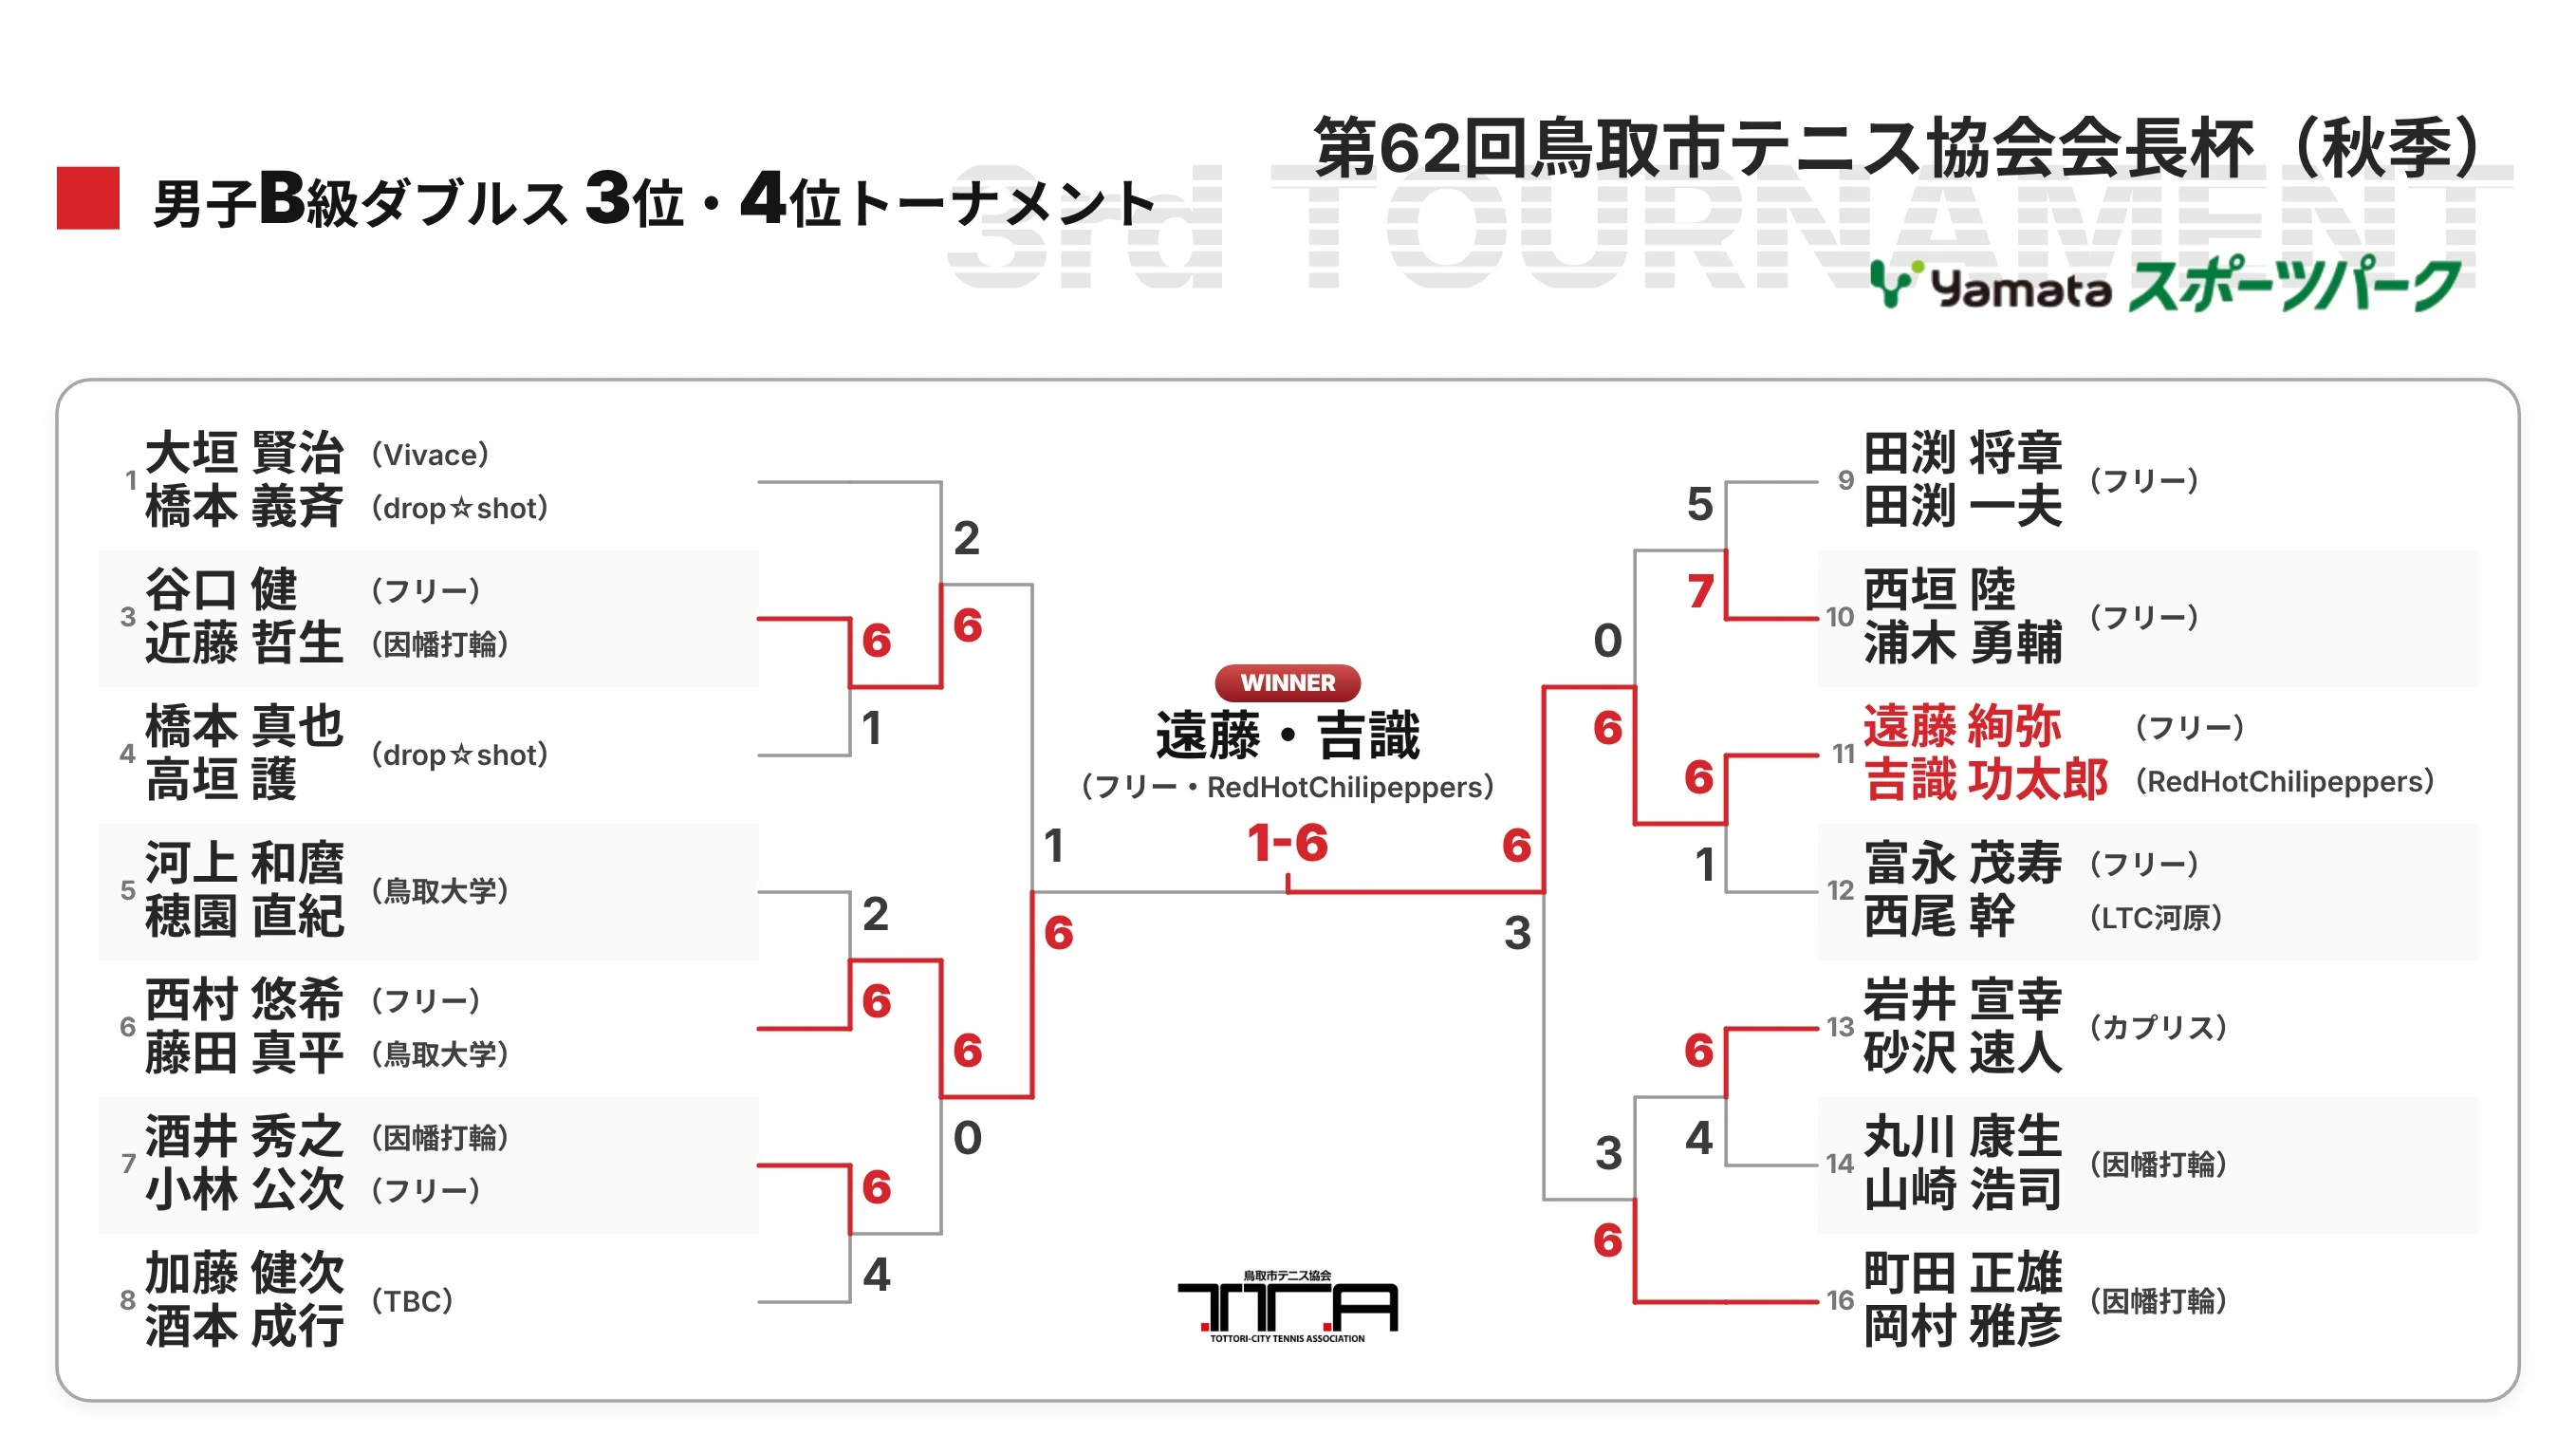 第62回鳥取市テニス協会会長杯（秋季）
3rd TOURNAMENT
男子B級ダブルス 3位・4位トーナメント
Yamata スポーツパーク
1
大垣 賢治 （Vivace）
橋本 義斉 （drop☆shot）
3
谷口 健 （フリー）
近藤 哲生 （因幡打輪）
4
橋本 真也
高垣 護
（drop☆shot）
5
河上 和麿
穂園 直紀
（鳥取大学）
6
西村 悠希 （フリー）
藤田 真平 （鳥取大学）
7
酒井 秀之 （因幡打輪）
小林 公次 （フリー）
8
加藤 健次
酒本 成行
（TBC）
6
1
2
6
6
4
2
6
6
0
1
6
WINNER
遠藤・吉識
（フリー・RedHotChilipeppers）
1-6
6
3
0
6
3
6
5
7
6
1
6
4
9
田渕 将章
田渕 一夫
（フリー）
10
西垣 陸
浦木 勇輔
（フリー）
11
遠藤 絢弥 （フリー）
吉識 功太郎 （RedHotChilipeppers）
12
富永 茂寿 （フリー）
西尾 幹 （LTC河原）
13
岩井 宣幸
砂沢 速人
（カプリス）
14
丸川 康生
山崎 浩司
（因幡打輪）
16
町田 正雄
岡村 雅彦
（因幡打輪）
鳥取市テニス協会
TTA
TOTTORI-CITY TENNIS ASSOCIATION